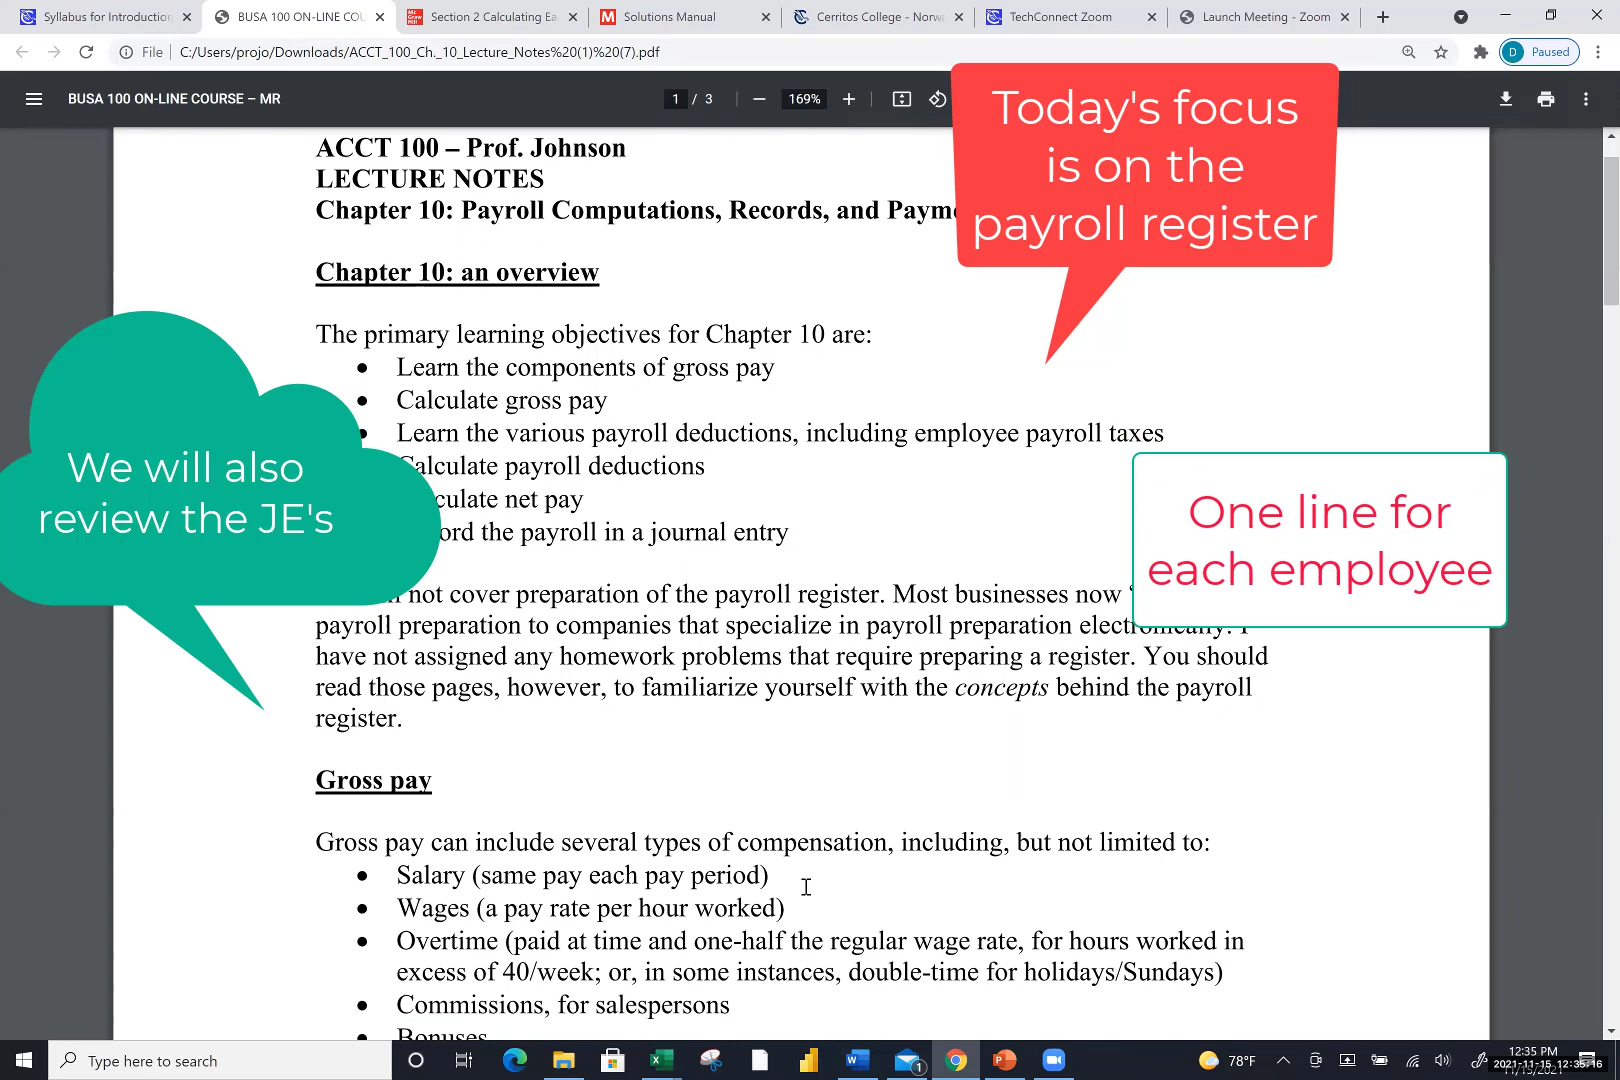 Syllabus for Introduction
BUSA 100 ON-LINE COU
Section 2 Calculating Ea
Solutions Manual
Cerritos College - Norw
TechConnect Zoom
Launch Meeting - Zoom
File
C:/Users/projo/Downloads/ACCT_100_Ch._10_Lecture_Notes%20(1)%20(7).pdf
D Paused
BUSA 100 ON-LINE COURSE – MR
1 / 3
169%
ACCT 100 – Prof. Johnson
LECTURE NOTES
Chapter 10: Payroll Computations, Records, and Payme
Today's focus
is on the
payroll register
Chapter 10: an overview
The primary learning objectives for Chapter 10 are:
• Learn the components of gross pay
• Calculate gross pay
• Learn the various payroll deductions, including employee payroll taxes
Calculate payroll deductions
culate net pay
ord the payroll in a journal entry
We will also
review the JE's
One line for
each employee
not cover preparation of the payroll register. Most businesses now
payroll preparation to companies that specialize in payroll preparation electronically. I
have not assigned any homework problems that require preparing a register. You should
read those pages, however, to familiarize yourself with the concepts behind the payroll
register.
Gross pay
Gross pay can include several types of compensation, including, but not limited to:
• Salary (same pay each pay period)
• Wages (a pay rate per hour worked)
• Overtime (paid at time and one-half the regular wage rate, for hours worked in
excess of 40/week; or, in some instances, double-time for holidays/Sundays)
• Commissions, for salespersons
• Bonuses
Type here to search
1
78°F
12:35 PM
2021-11-15 12:35:16